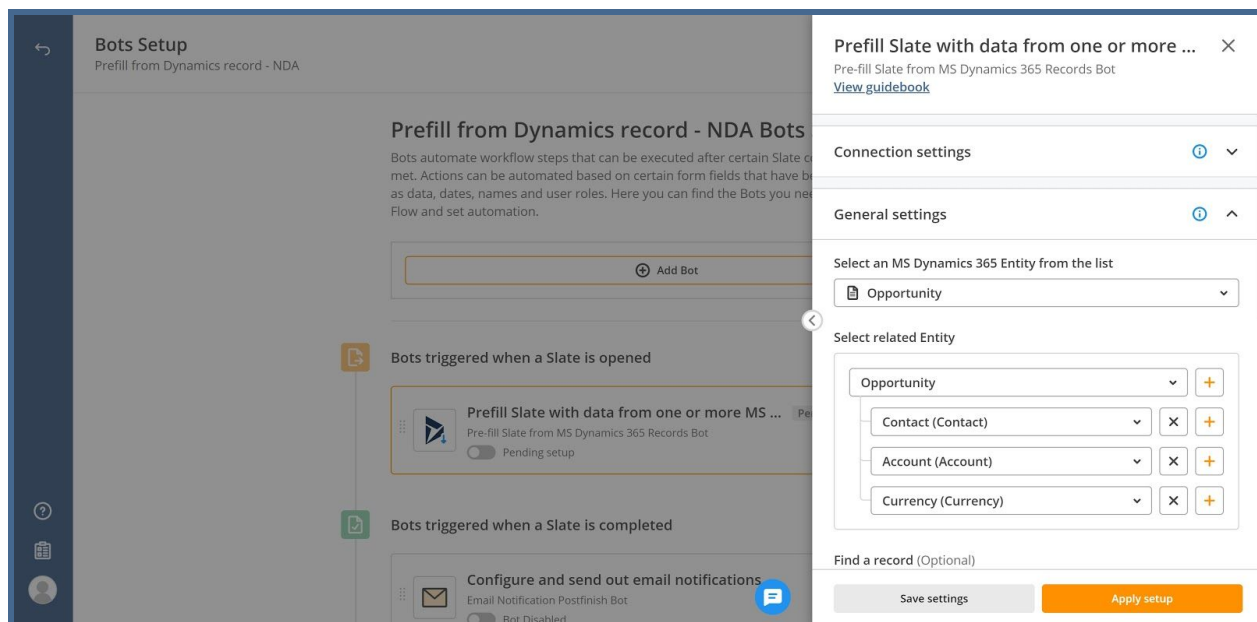 Bots Setup
Prefill from Dynamics record - NDA
Prefill from Dynamics record - NDA Bots
Bots automate workflow steps that can be executed after certain Slate
met. Actions can be automated based on certain form fields that have
as data, dates, names and user roles. Here you can find the Bots you
Flow and set automation.
Add Bot
Bots triggered when a Slate is opened
Prefill Slate with data from one or more MS ...
Pre-fill Slate from MS Dynamics 365 Records Bot
Pending setup
Bots triggered when a Slate is completed
Configure and send out email notifications
Email Notification Postfinish Bot
Bot Disabled
Prefill Slate with data from one or more ...
Pre-fill Slate from MS Dynamics 365 Records Bot
View guidebook
Connection settings
General settings
Select an MS Dynamics 365 Entity from the list
Opportunity
Select related Entity
Opportunity
Contact (Contact)
Account (Account)
Currency (Currency)
Find a record (Optional)
Save settings
Apply setup